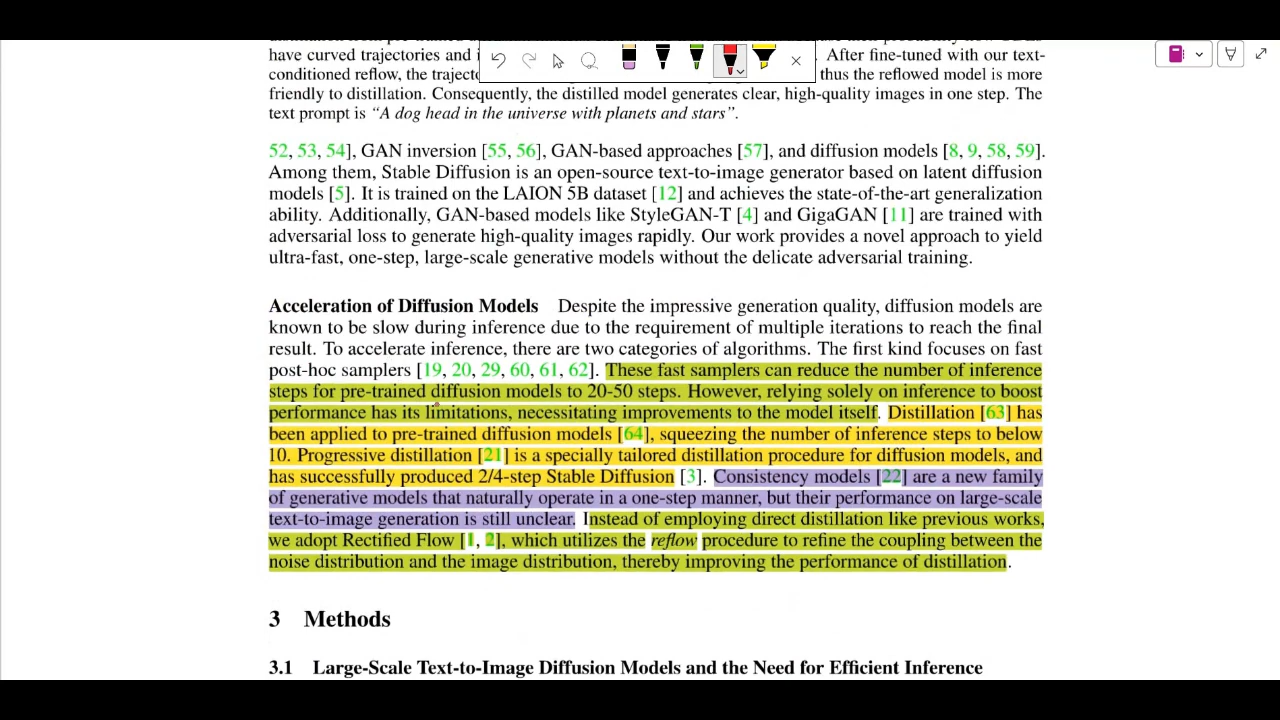 have curved trajectories and i . After fine-tuned with our text-
conditioned reflow, the trajecto thus the reflowed model is more
friendly to distillation. Consequently, the distilled model generates clear, high-quality images in one step. The
text prompt is “A dog head in the universe with planets and stars”.
52, 53, 54], GAN inversion [55, 56], GAN-based approaches [57], and diffusion models [8, 9, 58, 59].
Among them, Stable Diffusion is an open-source text-to-image generator based on latent diffusion
models [5]. It is trained on the LAION 5B dataset [12] and achieves the state-of-the-art generalization
ability. Additionally, GAN-based models like StyleGAN-T [4] and GigaGAN [11] are trained with
adversarial loss to generate high-quality images rapidly. Our work provides a novel approach to yield
ultra-fast, one-step, large-scale generative models without the delicate adversarial training.
Acceleration of Diffusion Models Despite the impressive generation quality, diffusion models are
known to be slow during inference due to the requirement of multiple iterations to reach the final
result. To accelerate inference, there are two categories of algorithms. The first kind focuses on fast
post-hoc samplers [19, 20, 29, 60, 61, 62]. These fast samplers can reduce the number of inference
steps for pre-trained diffusion models to 20-50 steps. However, relying solely on inference to boost
performance has its limitations, necessitating improvements to the model itself. Distillation [63] has
been applied to pre-trained diffusion models [64], squeezing the number of inference steps to below
10. Progressive distillation [21] is a specially tailored distillation procedure for diffusion models, and
has successfully produced 2/4-step Stable Diffusion [3]. Consistency models [22] are a new family
of generative models that naturally operate in a one-step manner, but their performance on large-scale
text-to-image generation is still unclear. Instead of employing direct distillation like previous works,
we adopt Rectified Flow [1, 2], which utilizes the reflow procedure to refine the coupling between the
noise distribution and the image distribution, thereby improving the performance of distillation.
3 Methods
3.1 Large-Scale Text-to-Image Diffusion Models and the Need for Efficient Inference